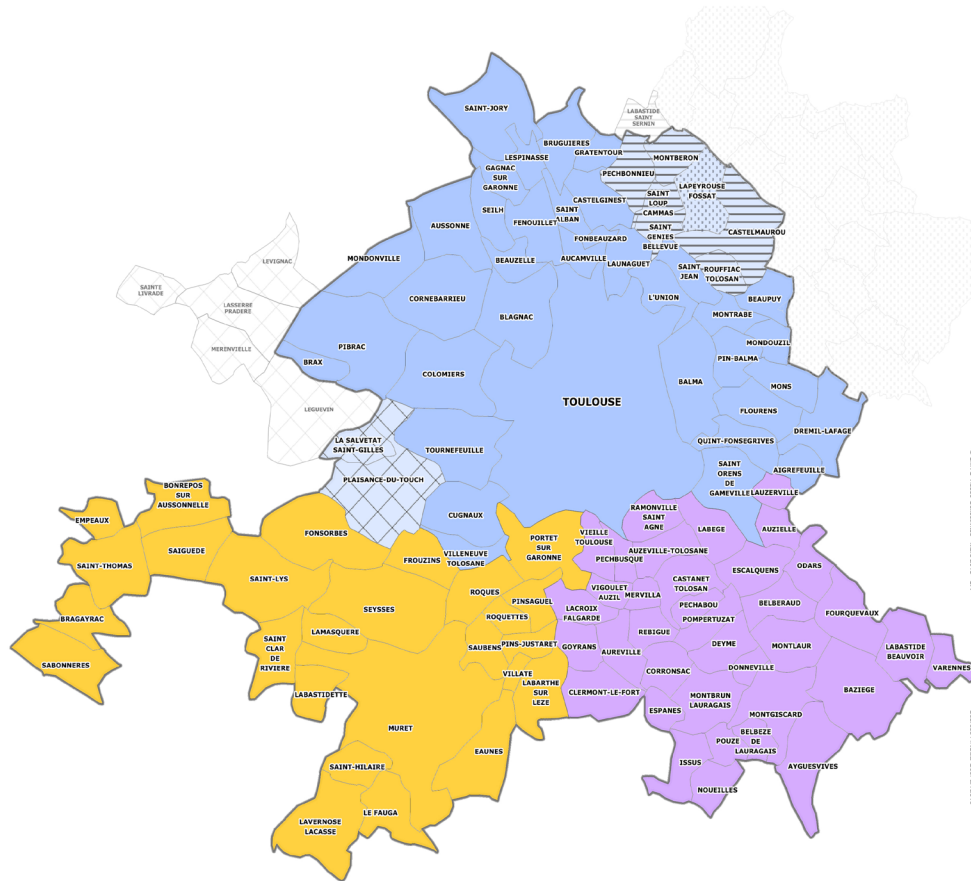 SAINT-JORY
LABASTIDE
SAINT
SERNIN
BRUGUIERES
GRATENTOUR
LESPINASSE
MONTBERON
GAGNAC
SUR
GARONNE
PECHBONNIEU
LAPEYROUSE
FOSSAT
SAINT
LOUP
CAMMAS
CASTELGINEST
SEILH
SAINT
ALBAN
FENOUILLET
AUSSONNE
SAINT
GENIES
BELLEVUE
CASTELMAUROU
FONBEAUZARD
MONDONVILLE
BEAUZELLE
AUCAMVILLE
LAUNAGUET
SAINT
JEAN
ROUFFIAC
TOLOSAN
LEVIGNAC
SAINTE
LIVRADE
LASSERRE
PRADERE
MERENVIELLE
CORNEBARRIEU
L'UNION
BEAUPUY
BLAGNAC
MONTRABE
PIBRAC
BRAX
COLOMIERS
MONDOUZIL
PIN-BALMA
BALMA
MONS
LEGUEVIN
TOULOUSE
FLOURENS
DREMIL-LAFAGE
LA SALVETAT
SAINT-GILLES
TOURNEFEUILLE
QUINT-FONSEGRIVES
PLAISANCE-DU-TOUCH
SAINT
ORENS
DE
GAMEVILLE
AIGREFEUILLE
LAUZERVILLE
BONREPOS
SUR
AUSSONNELLE
EMPEAUX
CUGNAUX
RAMONVILLE
SAINT
AGNE
FONSORBES
VIEILLE
TOULOUSE
LABEGE
AUZIELLE
PORTET
SUR
GARONNE
SAIGUEDE
FROUZINS
VILLENEUVE
TOLOSANE
PECHBUSQUE
AUZEVILLE-TOLOSANE
SAINT-THOMAS
ESCALQUENS
ODARS
SAINT-LYS
ROQUES
VIGOULET
AUZIL
MERVILLA
CASTANET
TOLOSAN
SEYSSES
PINSAGUEL
PECHABOU
BELBERAUD
BRAGAYRAC
ROQUETTES
LACROIX
FALGARDE
POMPERTUZAT
FOURQUEVAUX
SAINT
CLAR
DE
RIVIERE
LAMASQUERE
REBIGUE
SAUBENS
PINS-JUSTARET
GOYRANS
AUREVILLE
DEYME
MONTLAUR
LABASTIDE
BEAUVOIR
SABONNERES
VILLATE
CORRONSAC
DONNEVILLE
VARENNES
LABASTIDETTE
LABARTHE
SUR
LEZE
CLERMONT-LE-FORT
MONTBRUN
LAURAGAIS
BAZIEGE
ESPANES
MONTGISCARD
MURET
BELBEZE
DE
LAURAGAIS
POUZE
EAUNES
ISSUS
SAINT-HILAIRE
AYGUESVIVES
NOUEILLES
LE FAUGA
LAVERNOSE
LACASSE